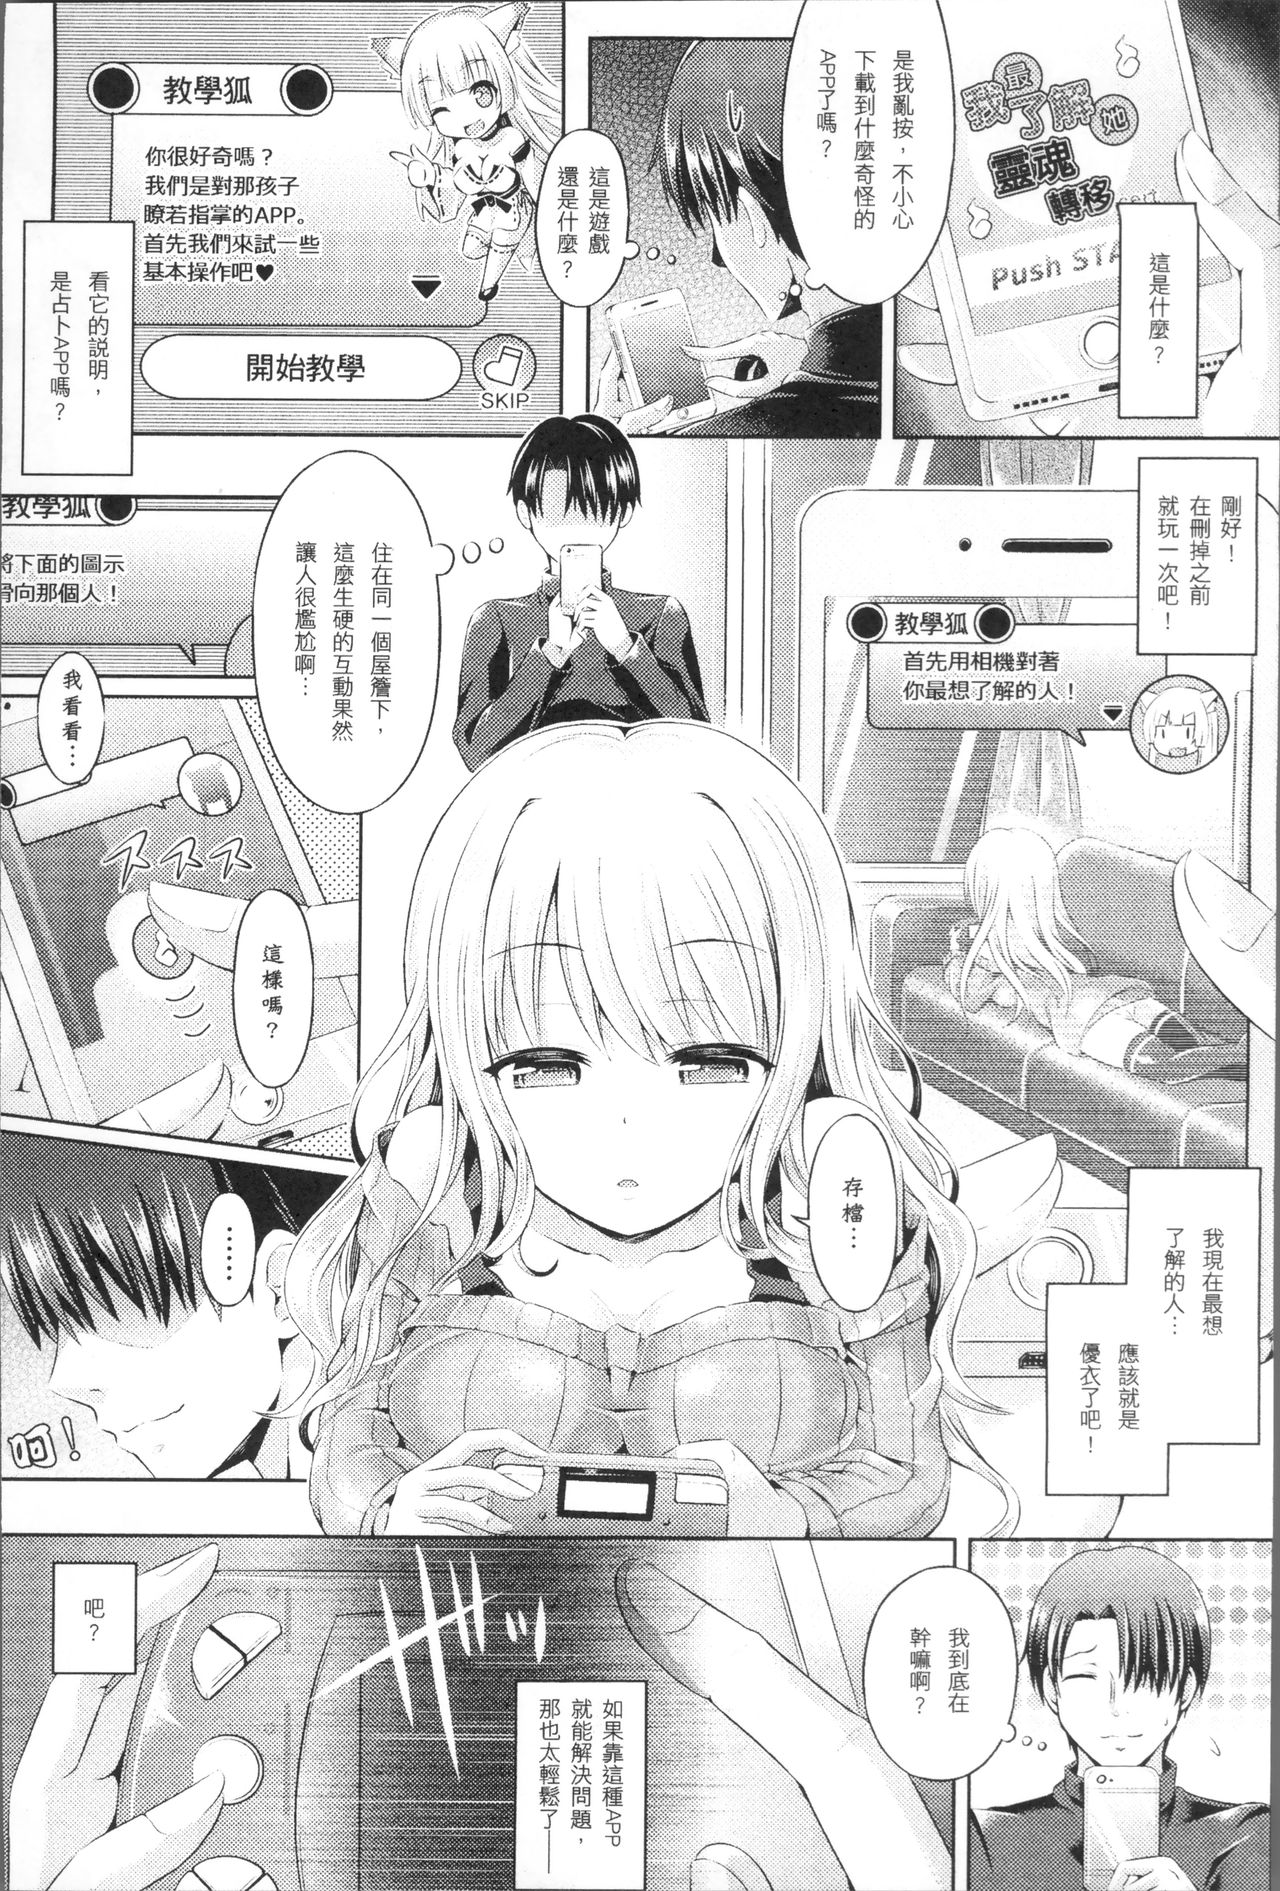 最
我了解她
靈魂
轉移
Push STA
這是什麼？
是我亂按，不小心
下載到什麼奇怪的
APP了嗎？
這是遊戲
還是什麼？
教學狐
你很好奇嗎？
我們是對那孩子
瞭若指掌的APP。
首先我們來試一些
基本操作吧♥
開始教學
SKIP
看它的說明，
是占卜APP嗎？
剛好！
在刪掉之前
就玩一次吧！
教學狐
首先用相機對著
你最想了解的人！
我現在最想
了解的人…
應該就是
優衣了吧！
存檔…
住在同一個屋簷下，
這麼生硬的互動果然
讓人很尷尬啊…
教學狐
將下面的圖示
滑向那個人！
我看看…
ススス
這樣嗎？
……
呵！
我到底在
幹嘛啊？
如果靠這種APP
就能解決問題，
那也太輕鬆了——
吧？